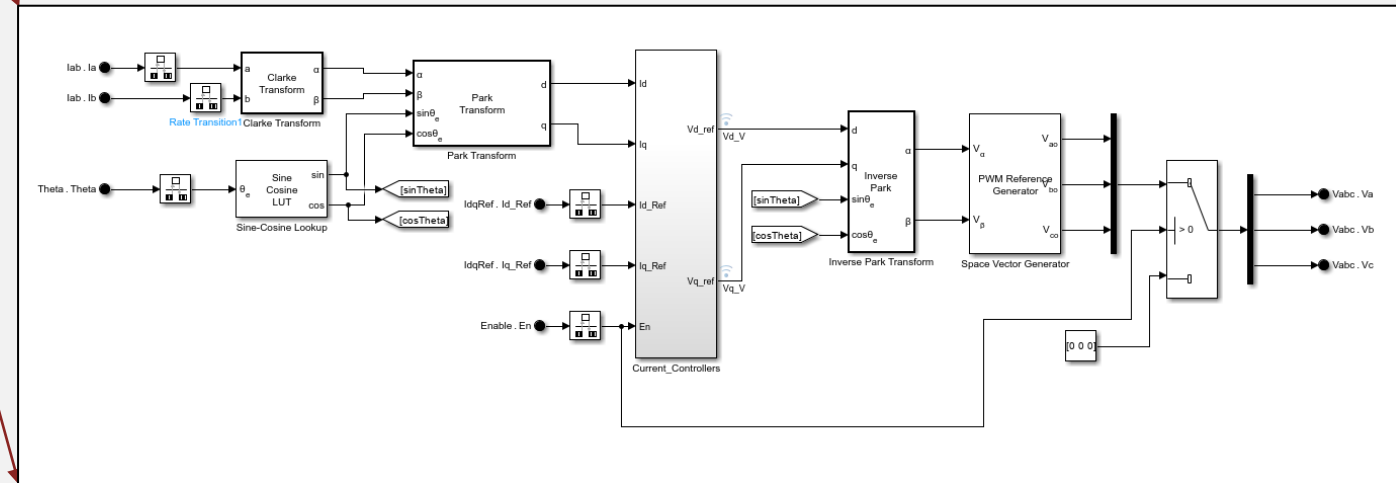 Iab . Ia
a
Clarke
Transform
α
b
β
Iab . Ib
Rate Transition1
Clarke Transform
α
β
sinθe
cosθe
Park
Transform
d
q
Park Transform
Theta . Theta
θe
Sine
Cosine
LUT
sin
cos
Sine-Cosine Lookup
[sinTheta]
[cosTheta]
IdqRef . Id_Ref
IdqRef . Iq_Ref
Enable . En
Id
Iq
Id_Ref
Iq_Ref
En
Vd_ref
Vq_ref
Current_Controllers
Vd_V
Vq_V
[sinTheta]
[cosTheta]
d
q
sinθe
cosθe
Inverse
Park
α
β
Inverse Park Transform
Vα
Vβ
PWM Reference
Generator
Vao
Vbo
Vco
Space Vector Generator
> 0
[0 0 0]
Vabc . Va
Vabc . Vb
Vabc . Vc